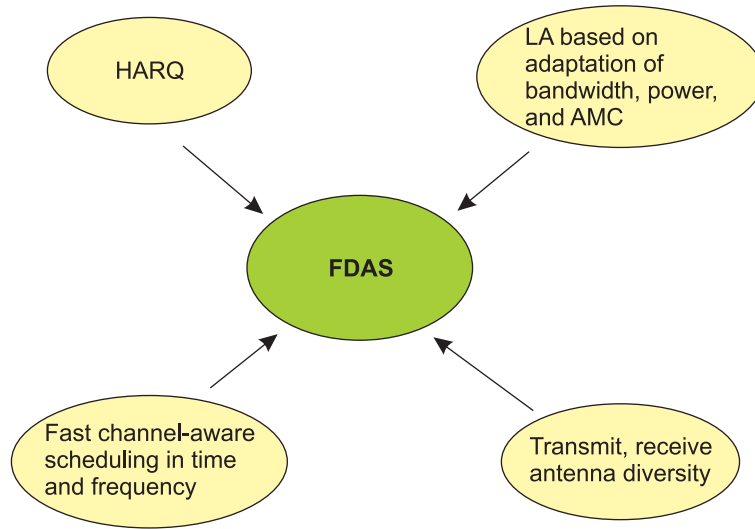 HARQ
LA based on
adaptation of
bandwidth, power,
and AMC
FDAS
Fast channel-aware
scheduling in time
and frequency
Transmit, receive
antenna diversity